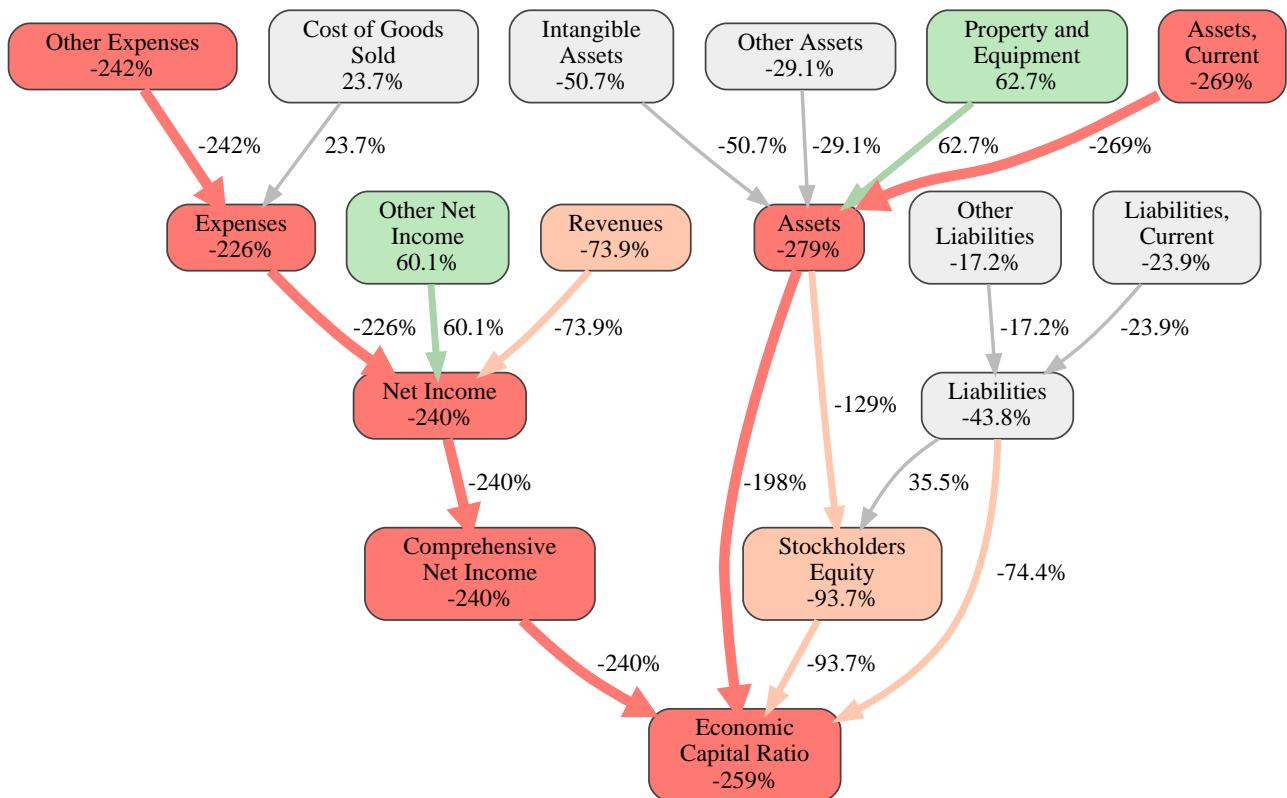 Other Expenses
-242%
Cost of Goods
Sold
23.7%
Intangible
Assets
-50.7%
Other Assets
-29.1%
Property and
Equipment
62.7%
Assets,
Current
-269%
-242%
23.7%
-50.7%
-29.1%
62.7%
-269%
Expenses
-226%
Other Net
Income
60.1%
Revenues
-73.9%
Assets
-279%
Other
Liabilities
-17.2%
Liabilities,
Current
-23.9%
-226%
60.1%
-73.9%
-17.2%
-23.9%
Net Income
-240%
-129%
Liabilities
-43.8%
-240%
-198%
35.5%
Comprehensive
Net Income
-240%
Stockholders
Equity
-93.7%
-74.4%
-240%
-93.7%
Economic
Capital Ratio
-259%